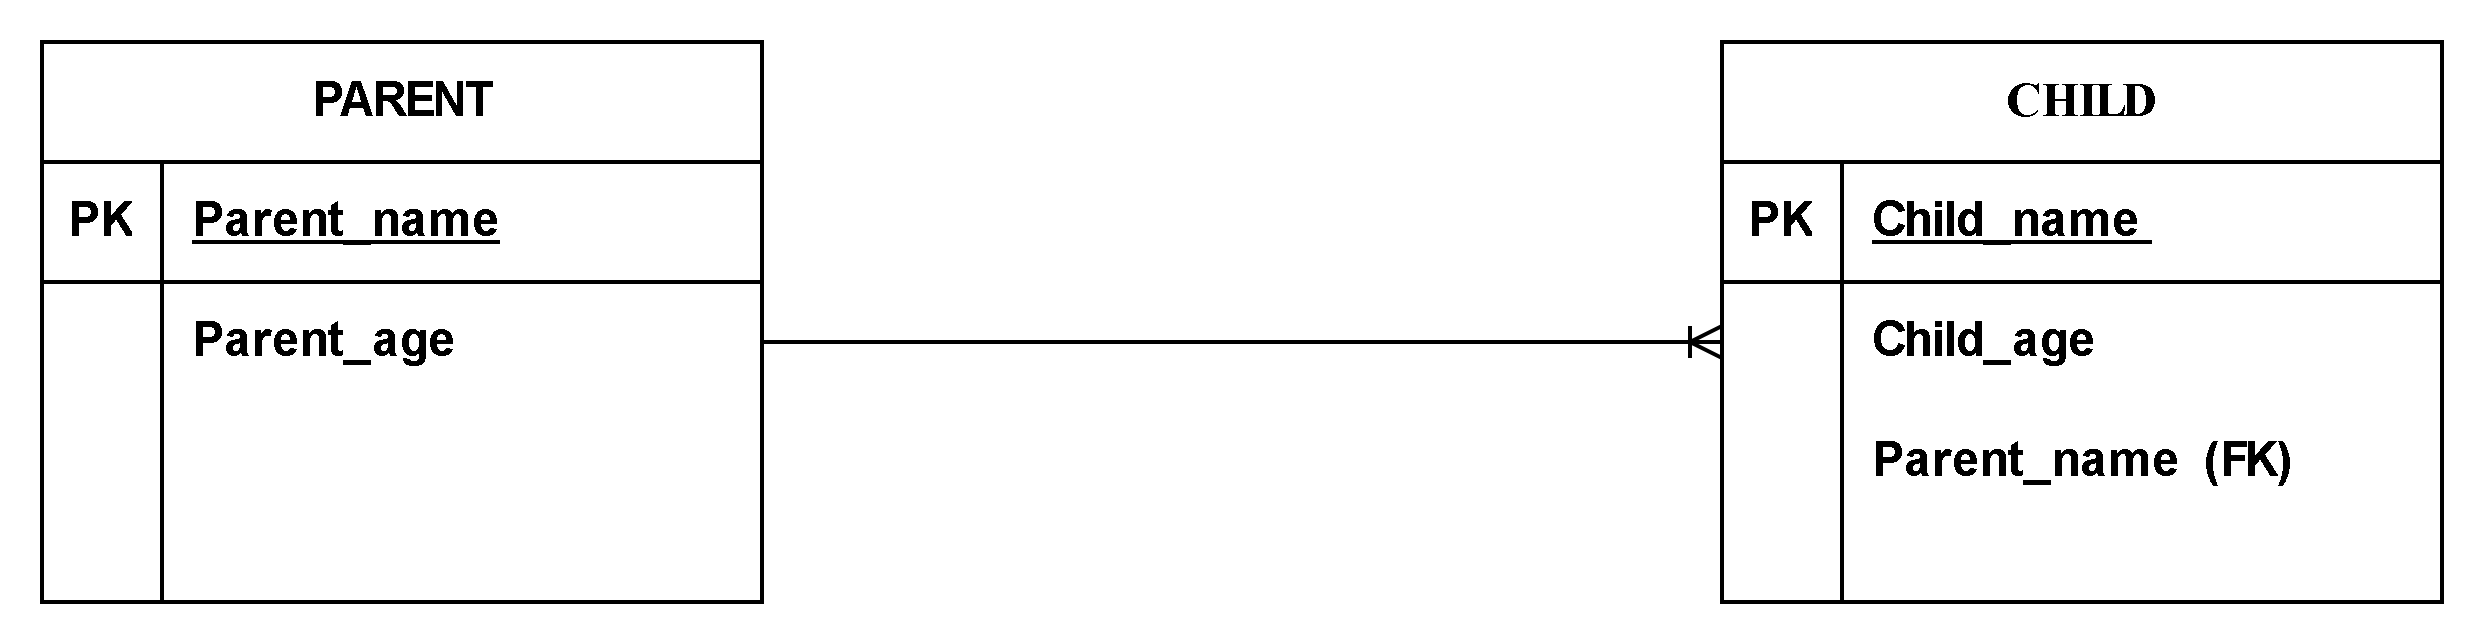 PARENT
PK Parent_name
Parent_age
CHILD
PK Child_name
Child_age
Parent_name (FK)